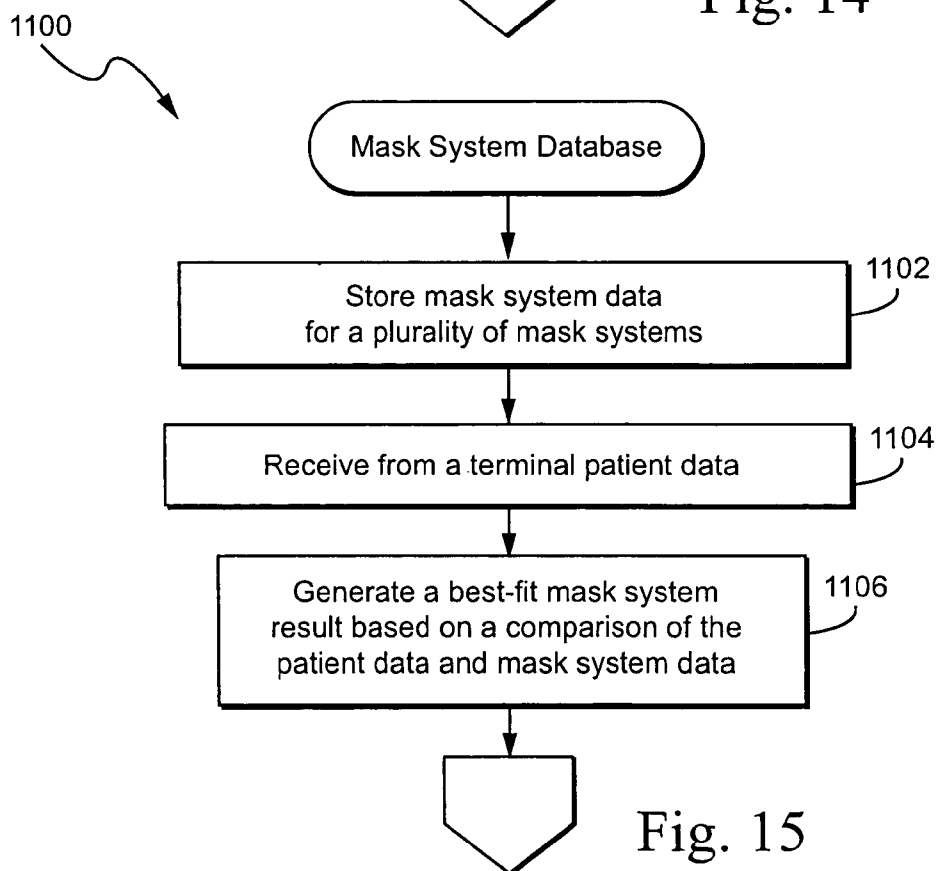 Fig. 14
1100
Mask System Database
1102
Store mask system data
for a plurality of mask systems
1104
Receive from a terminal patient data
1106
Generate a best-fit mask system
result based on a comparison of the
patient data and mask system data
Fig. 15